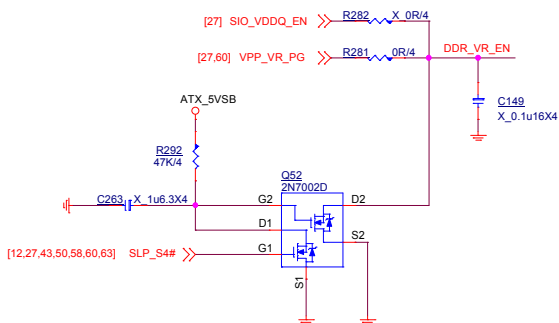 [27] SIO_VDDQ_EN
R282 X_0R/4
[27,60] VPP_VR_PG
R281 0R/4
DDR_VR_EN
ATX_5VSB
C149
X_0.1u16X4
R292
47K/4
Q52
2N7002D
C263 X_1u6.3X4
G2
D2
D1
S2
[12,27,43,50,58,60,63] SLP_S4#
G1
S1